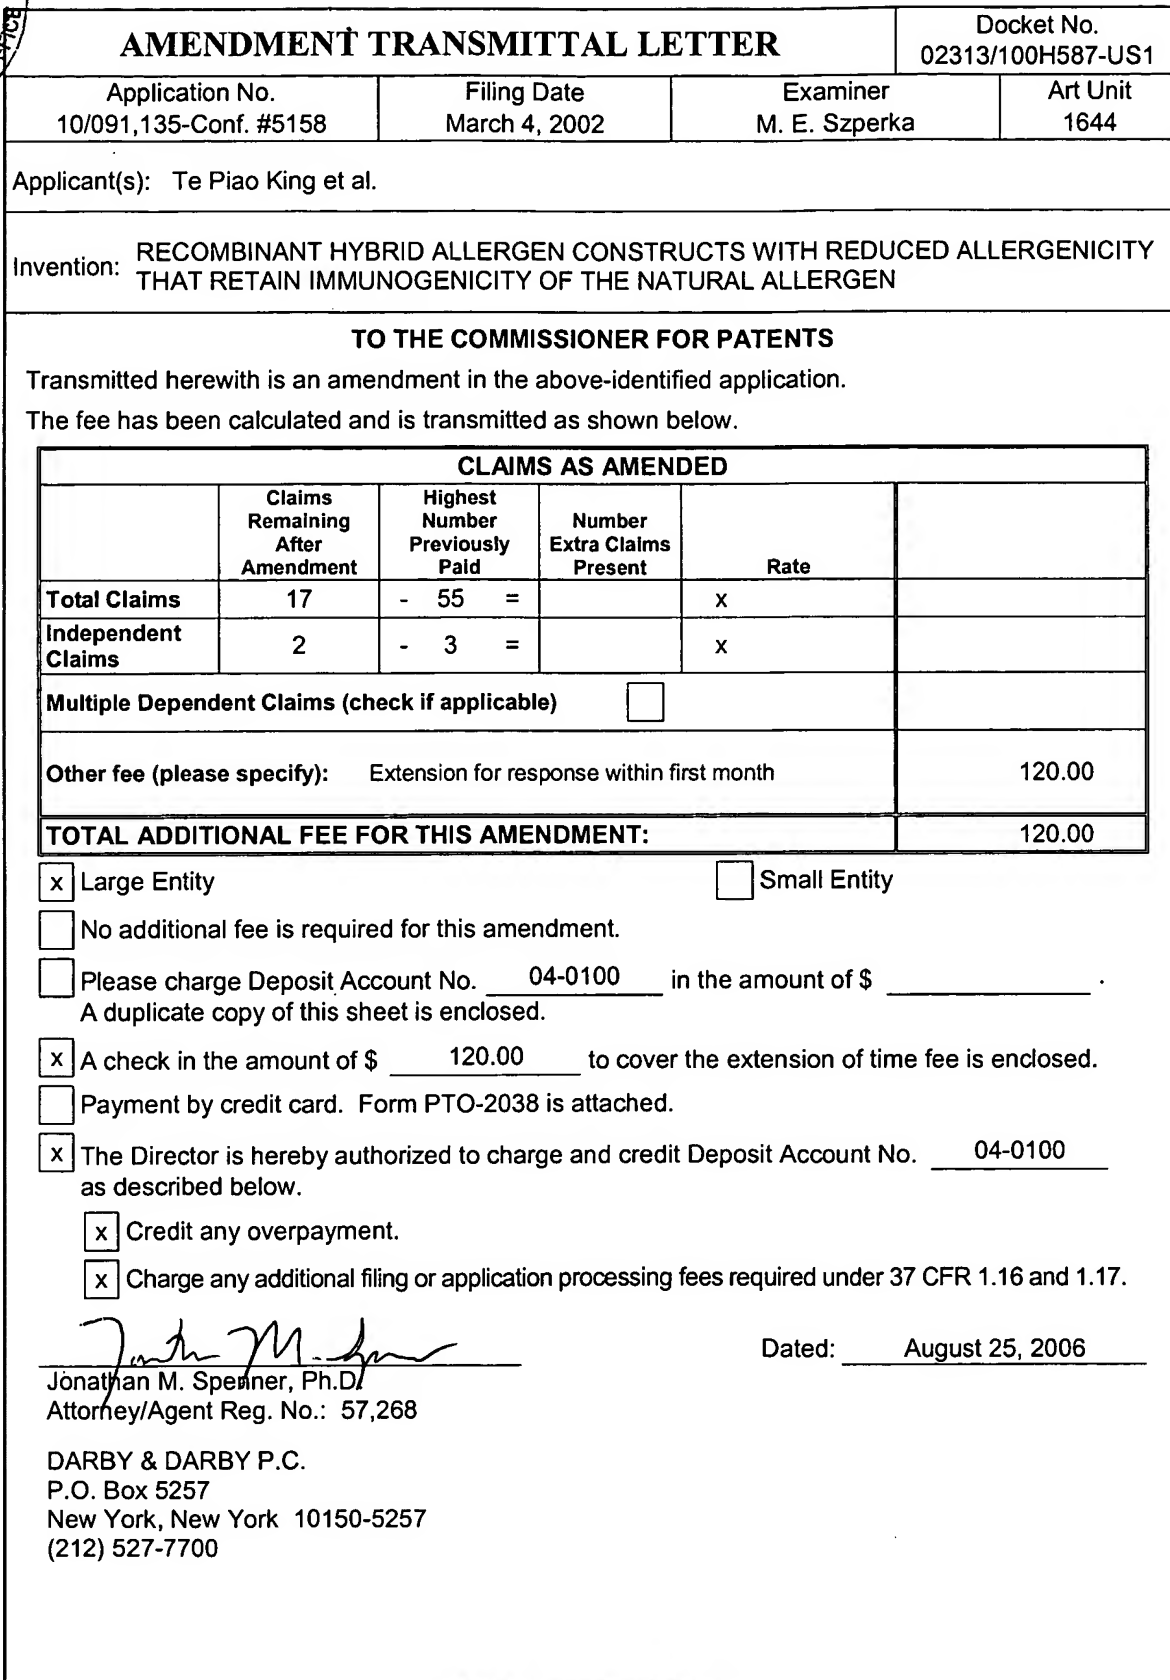 AMENDMENT TRANSMITTAL LETTER
Docket No.
02313/100H587-US1
Application No.
10/091,135-Conf. #5158
Filing Date
March 4, 2002
Examiner
M. E. Szperka
Art Unit
1644
Applicant(s): Te Piao King et al.
Invention: RECOMBINANT HYBRID ALLERGEN CONSTRUCTS WITH REDUCED ALLERGENICITY
THAT RETAIN IMMUNOGENICITY OF THE NATURAL ALLERGEN
TO THE COMMISSIONER FOR PATENTS
Transmitted herewith is an amendment in the above-identified application.
The fee has been calculated and is transmitted as shown below.
CLAIMS AS AMENDED
Claims
Remaining
After
Amendment
Highest
Number
Previously
Paid
Number
Extra Claims
Present
Rate
Total Claims 17 - 55 = x
Independent
Claims 2 - 3 = x
Multiple Dependent Claims (check if applicable)
Other fee (please specify): Extension for response within first month 120.00
TOTAL ADDITIONAL FEE FOR THIS AMENDMENT: 120.00
x Large Entity Small Entity
No additional fee is required for this amendment.
Please charge Deposit Account No. 04-0100 in the amount of $ .
A duplicate copy of this sheet is enclosed.
x A check in the amount of $ 120.00 to cover the extension of time fee is enclosed.
Payment by credit card. Form PTO-2038 is attached.
x The Director is hereby authorized to charge and credit Deposit Account No. 04-0100
as described below.
x Credit any overpayment.
x Charge any additional filing or application processing fees required under 37 CFR 1.16 and 1.17.
Dated: August 25, 2006
Jonathan M. Spenner, Ph.D.
Attorney/Agent Reg. No.: 57,268
DARBY & DARBY P.C.
P.O. Box 5257
New York, New York 10150-5257
(212) 527-7700